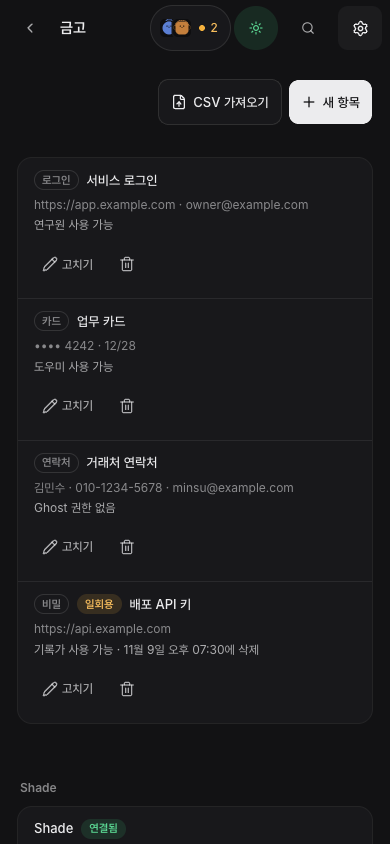 금고
2
CSV 가져오기
새 항목
로그인 서비스 로그인
https://app.example.com · owner@example.com
연구원 사용 가능
고치기
카드 업무 카드
•••• 4242 · 12/28
도우미 사용 가능
고치기
연락처 거래처 연락처
김민수 · 010-1234-5678 · minsu@example.com
Ghost 권한 없음
고치기
비밀 일회용 배포 API 키
https://api.example.com
기록가 사용 가능 · 11월 9일 오후 07:30에 삭제
고치기
Shade
Shade 연결됨